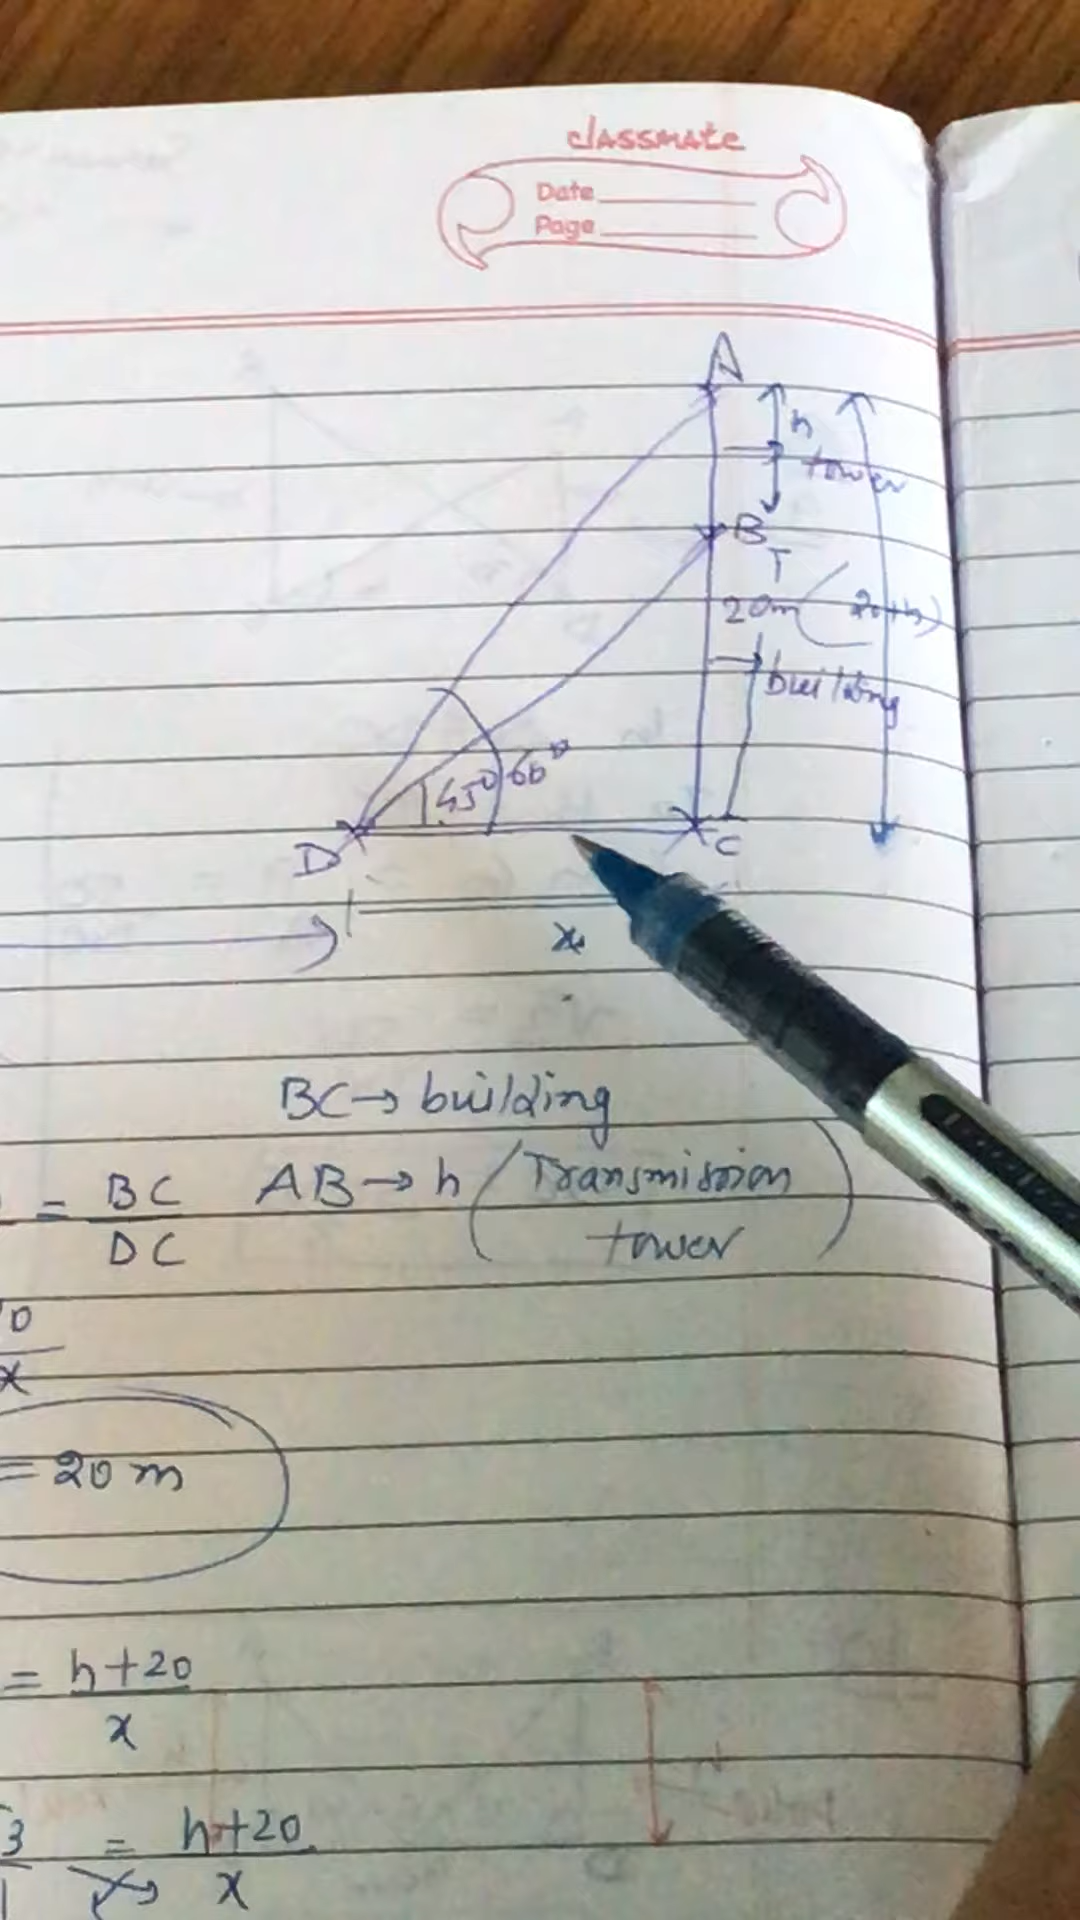 classmate
Date
Page
A
h
tower
B
20m (20+h)
building
45° 60°
D
C
x
BC → building
= BC/DC AB → h (Transmission
tower)
x
= 20 m
= h+20
x
3 = h+20
x